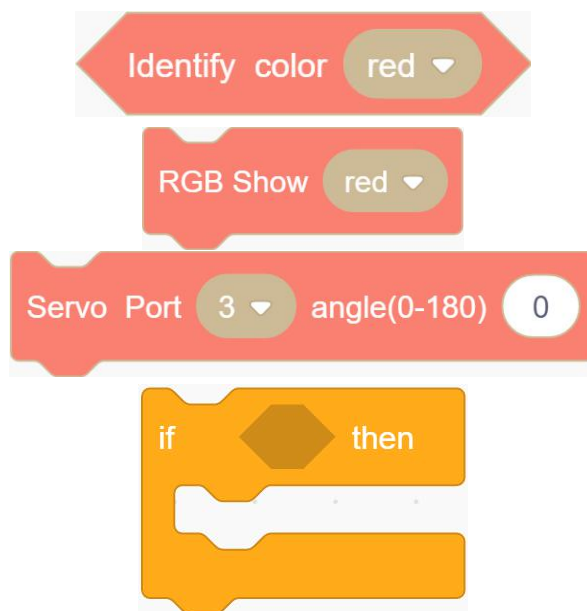 Identify color red
RGB Show red
Servo Port 3 angle(0-180) 0
if then